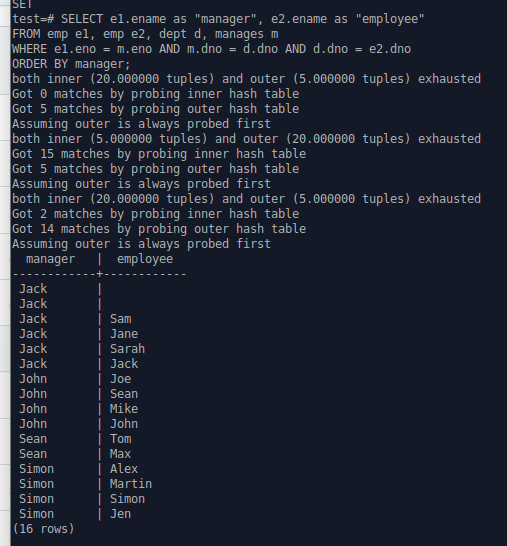 SET
test=# SELECT e1.ename as "manager", e2.ename as "employee"
FROM emp e1, emp e2, dept d, manages m
WHERE e1.eno = m.eno AND m.dno = d.dno AND d.dno = e2.dno
ORDER BY manager;
both inner (20.000000 tuples) and outer (5.000000 tuples) exhausted
Got 0 matches by probing inner hash table
Got 5 matches by probing outer hash table
Assuming outer is always probed first
both inner (5.000000 tuples) and outer (20.000000 tuples) exhausted
Got 15 matches by probing inner hash table
Got 5 matches by probing outer hash table
Assuming outer is always probed first
both inner (20.000000 tuples) and outer (5.000000 tuples) exhausted
Got 2 matches by probing inner hash table
Got 14 matches by probing outer hash table
Assuming outer is always probed first
  manager   |  employee
------------+------------
 Jack       |
 Jack       |
 Jack       | Sam
 Jack       | Jane
 Jack       | Sarah
 Jack       | Jack
 John       | Joe
 John       | Sean
 John       | Mike
 John       | John
 Sean       | Tom
 Sean       | Max
 Simon      | Alex
 Simon      | Martin
 Simon      | Simon
 Simon      | Jen
(16 rows)